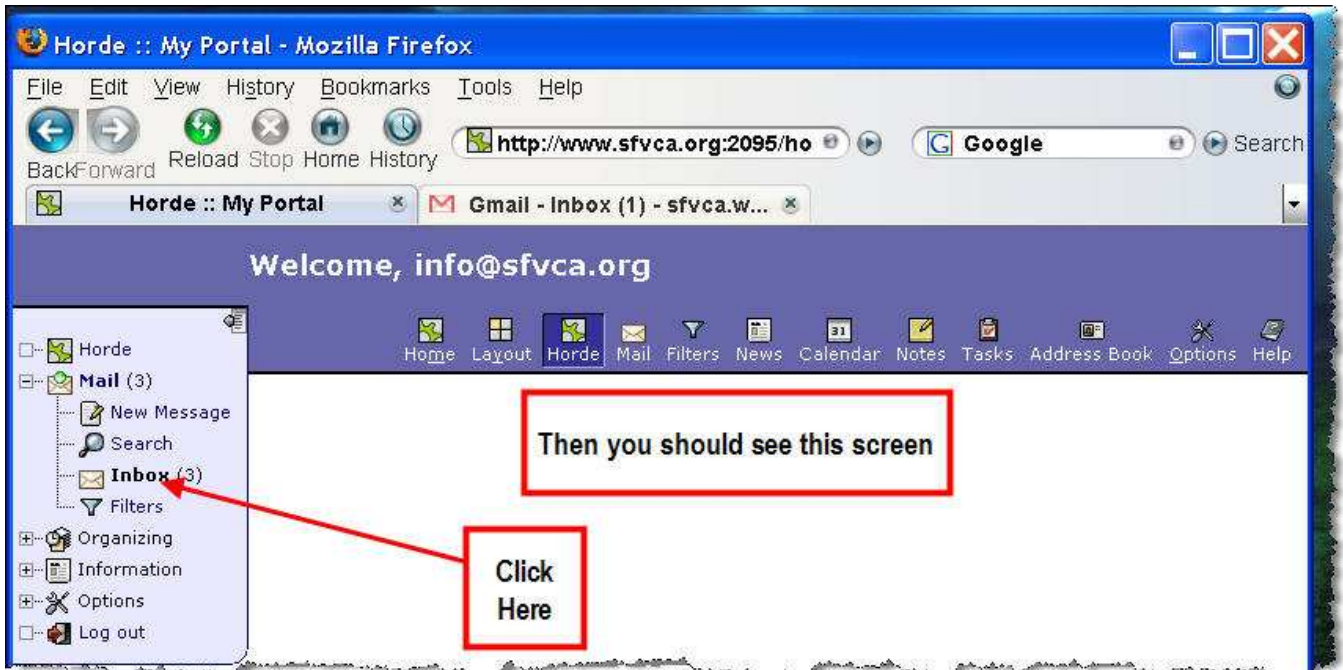 Horde :: My Portal - Mozilla Firefox
File Edit View History Bookmarks Tools Help
Back Forward Reload Stop Home History http://www.sfvca.org:2095/ho G Google Search
Horde :: My Portal Gmail - Inbox (1) - sfvca.w...
Welcome, info@sfvca.org
Home Layout Horde Mail Filters News 31 Calendar Notes Tasks Address Book Options Help
Horde
Mail (3)
New Message
Search
Inbox (3)
Filters
Organizing
Information
Options
Log out
Then you should see this screen
Click
Here